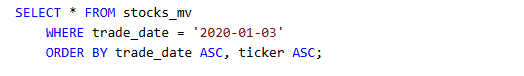 SELECT * FROM stocks_mv
WHERE trade_date = '2020-01-03'
ORDER BY trade_date ASC, ticker ASC;